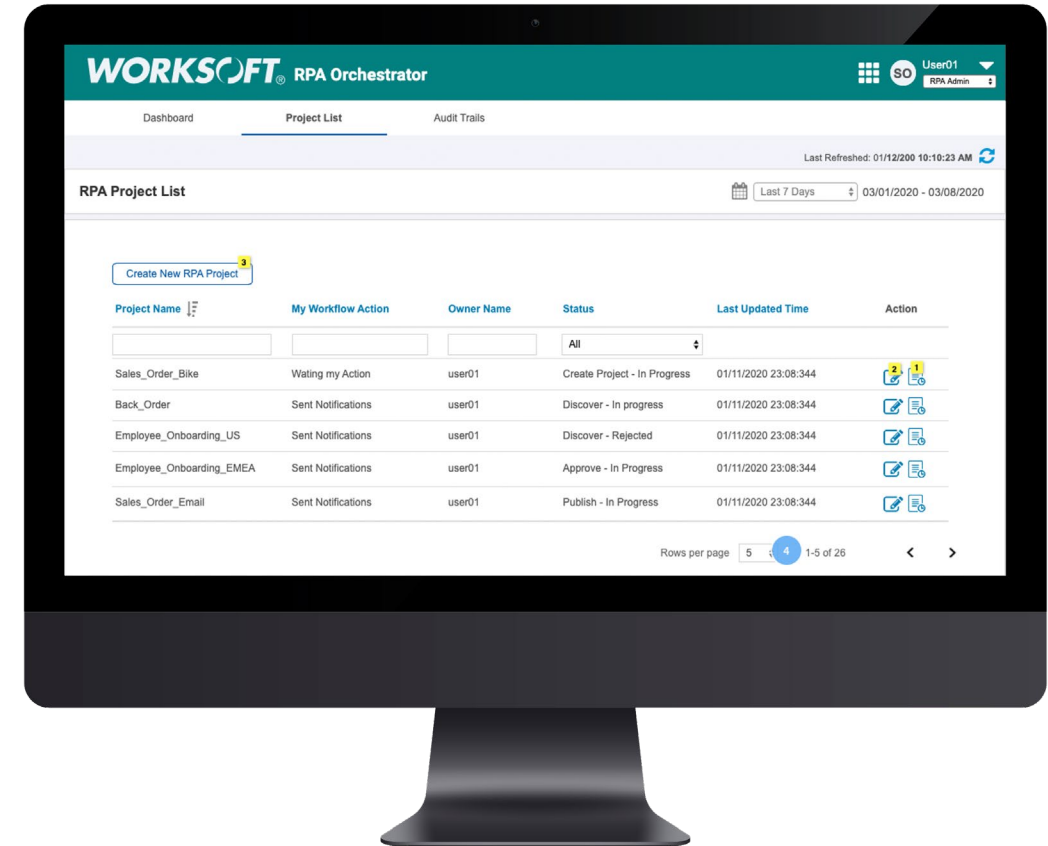 WORKSOFT® RPA Orchestrator
SO
User01
RPA Admin
Dashboard Project List Audit Trails
Last Refreshed: 01/12/200 10:10:23 AM
RPA Project List
Last 7 Days 03/01/2020 - 03/08/2020
Create New RPA Project 3
Project Name My Workflow Action Owner Name Status Last Updated Time Action
All
Sales_Order_Bike Wating my Action user01 Create Project - In Progress 01/11/2020 23:08:344 2 1
Back_Order Sent Notifications user01 Discover - In progress 01/11/2020 23:08:344
Employee_Onboarding_US Sent Notifications user01 Discover - Rejected 01/11/2020 23:08:344
Employee_Onboarding_EMEA Sent Notifications user01 Approve - In Progress 01/11/2020 23:08:344
Sales_Order_Email Sent Notifications user01 Publish - In Progress 01/11/2020 23:08:344
Rows per page 5 4 1-5 of 26